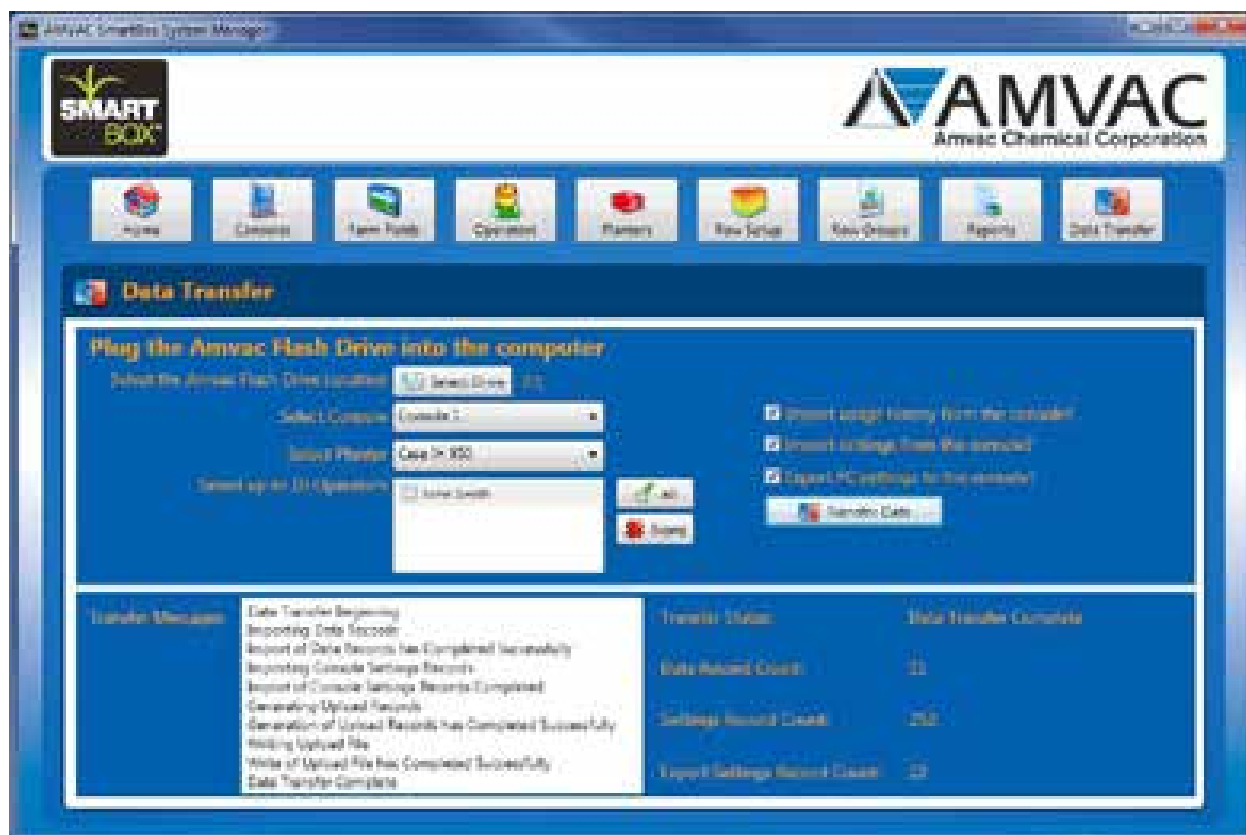 AMVAC SmartBox System Manager
SMART
BOX
AMVAC
Amvac Chemical Corporation
Home
Consoles
Farm Fields
Operators
Planters
Row Setup
Row Groups
Reports
Data Transfer
Data Transfer
Plug the Amvac Flash Drive into the computer
Select the Amvac Flash Drive Location
Select Drive
Select Console
Console 1
Select Planter
Case IH
Select up to 10 Operators
Smith
All
Import usage history from the console?
Import settings from the console?
Export PC settings to the console?
Transfer Data
Transfer Messages:
Data Transfer Beginning
Importing Data Records
Import of Data Records has Completed Successfully
Importing Console Settings Records
Import of Console Settings Records Completed
Generating Upload Records
Generation of Upload Records has Completed Successfully
Writing Upload File
Write of Upload File has Completed Successfully
Data Transfer Complete
Transfer Status:
Data Transfer Complete
Data Record Count:
Settings Record Count:
Export Settings Record Count: